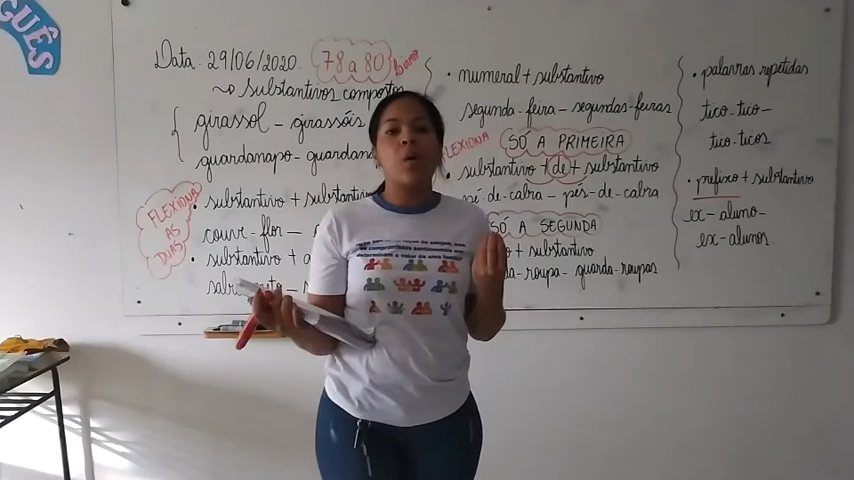 GUÊS
Data: 29/06/2020.
78 a 80
livro
Substantivos compostos
girassol - girassóis
guardanapo - guardan
FLEXIONA
AS
DUAS
substantivo + substantivo
couve-flor -
substantivo + a
numeral + substantivo
segunda-feira - segundas-feiras
FLEXIONA
SÓ A PRIMEIRA
substantivo + de + substantivo
pé-de-cabra - pés-de-cabra
SÓ A SEGUNDA
+ substantivo
da-roupa - guarda-roupas
palavras repetidas
tico-tico -
tico-ticos
prefixo + substantivo
ex-aluno -
ex-alunos